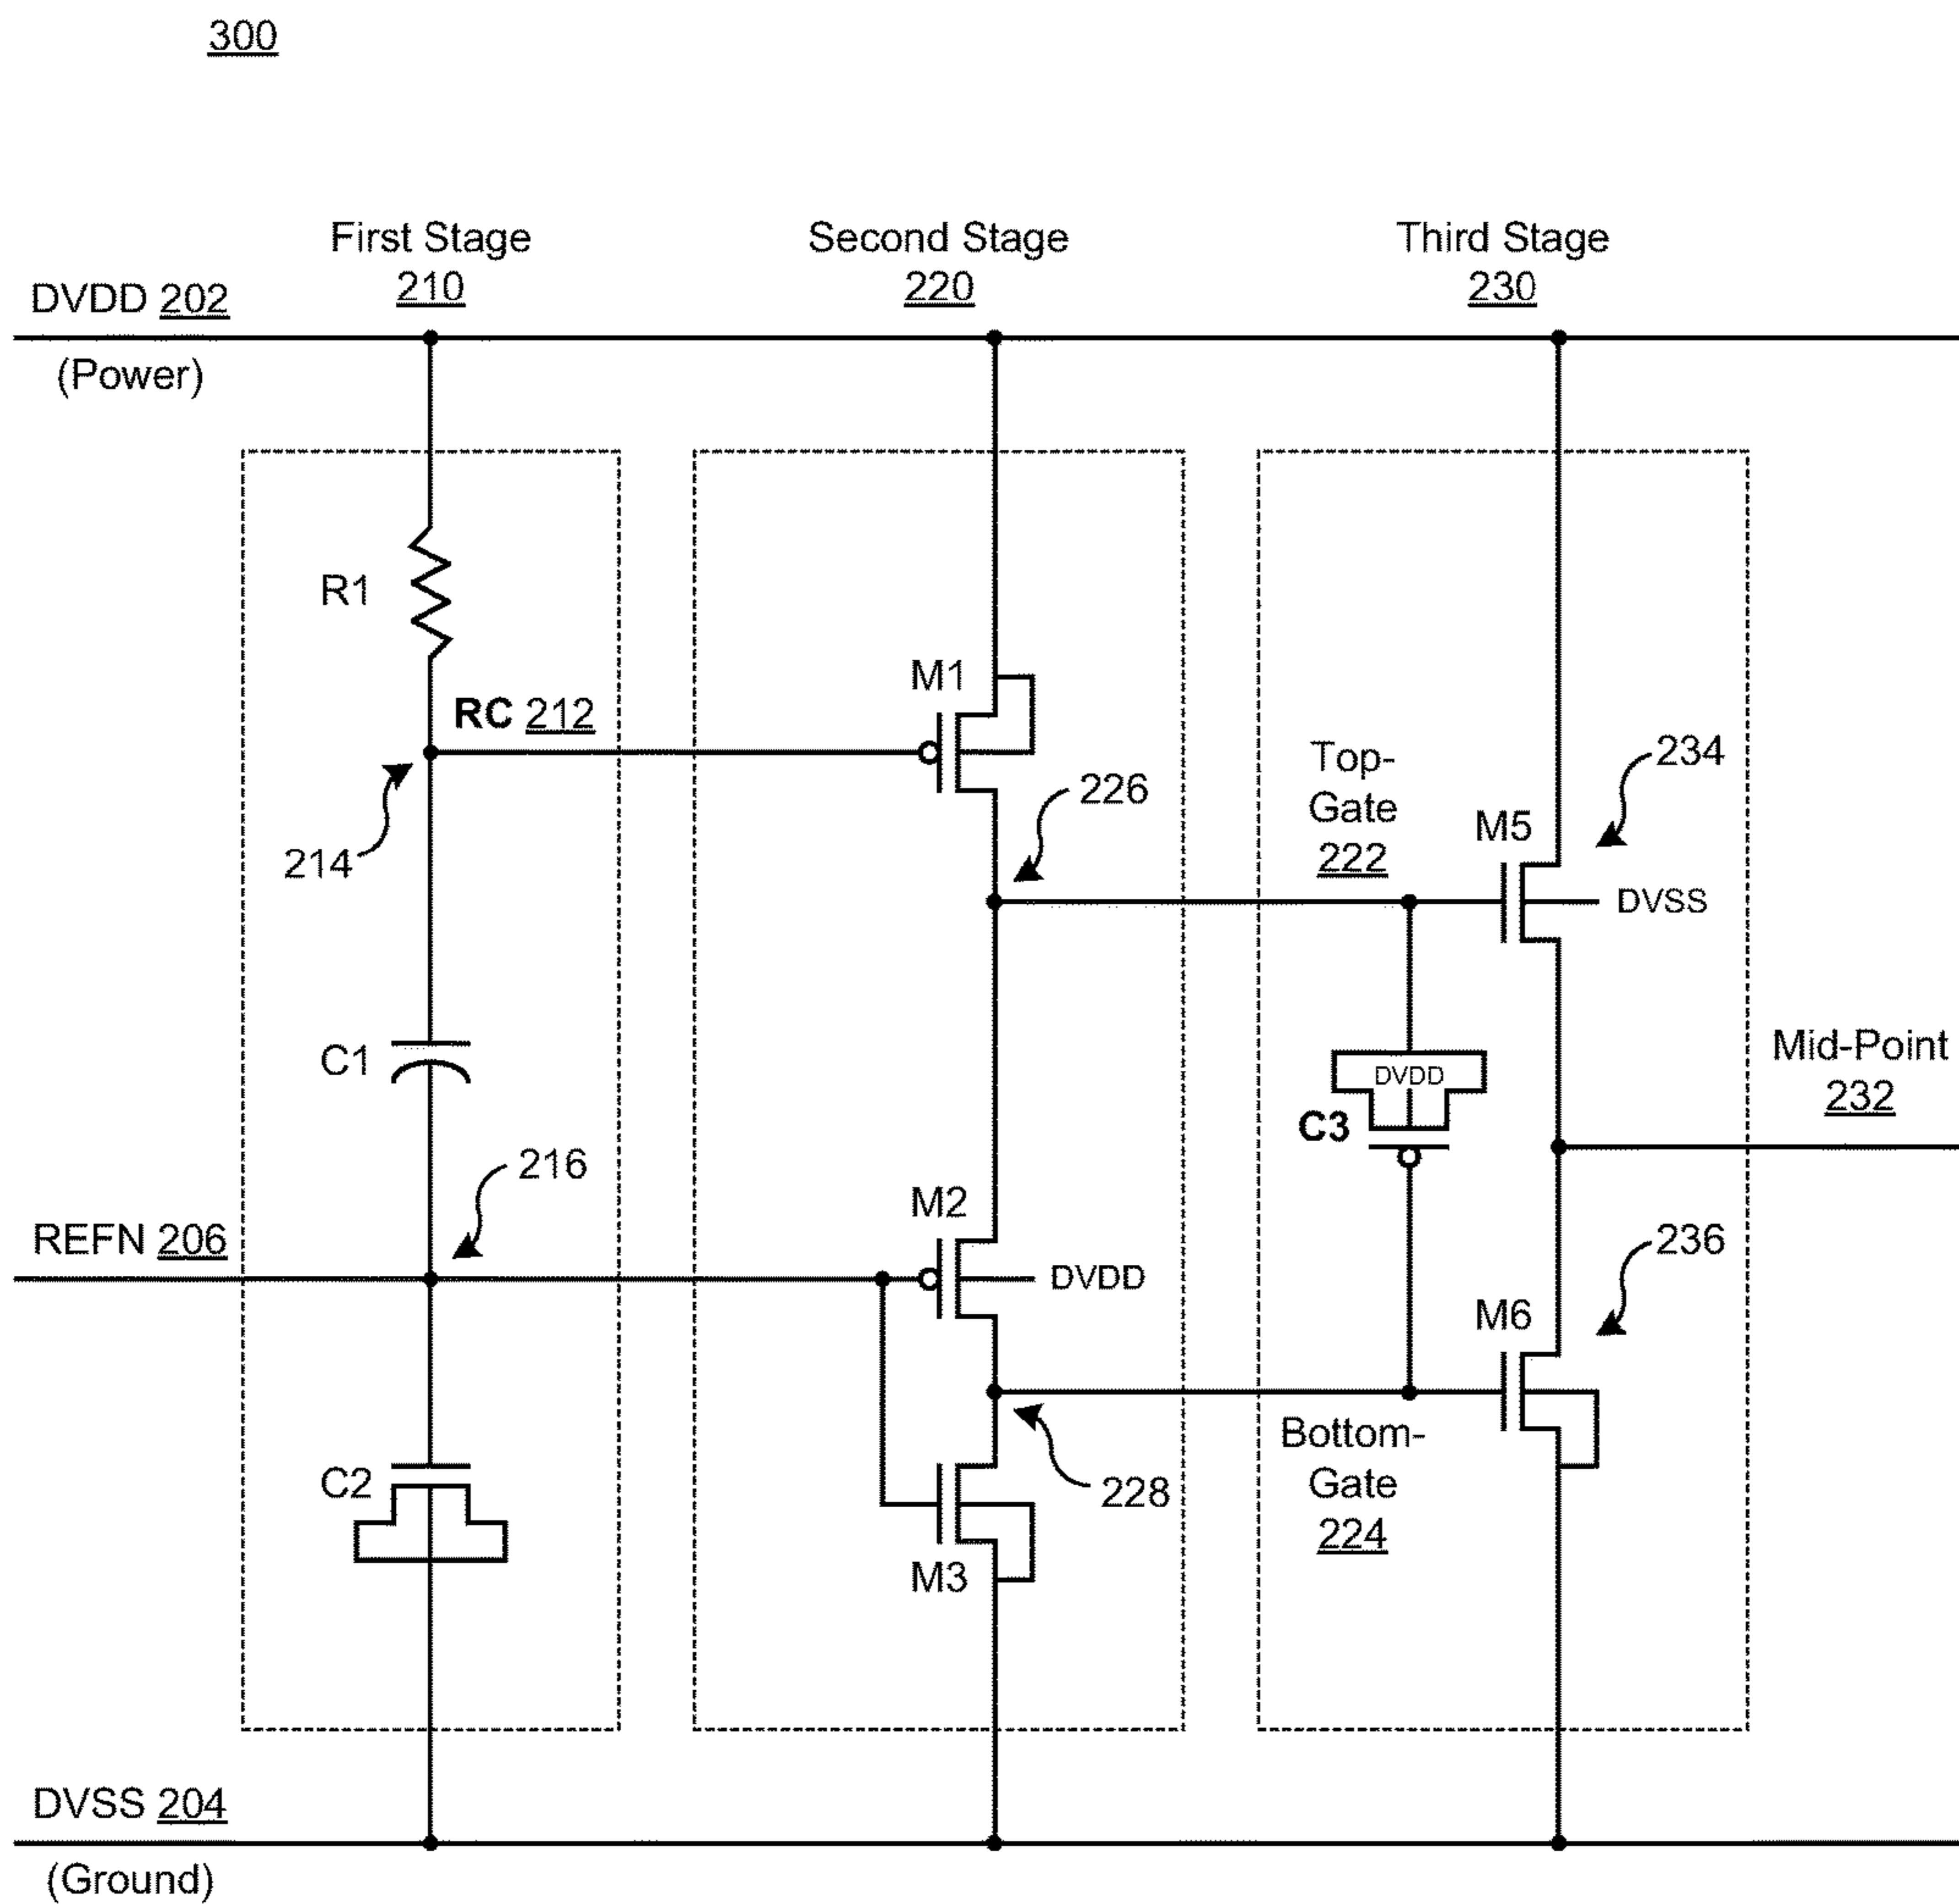 300
First Stage
210
Second Stage
220
Third Stage
230
DVDD 202
(Power)
R1
RC 212
214
M1
226
Top-
Gate
222
M5
234
DVSS
C1
DVDD
C3
Mid-Point
232
216
REFN 206
M2
DVDD
M6
236
C2
228
Bottom-
Gate
224
M3
DVSS 204
(Ground)